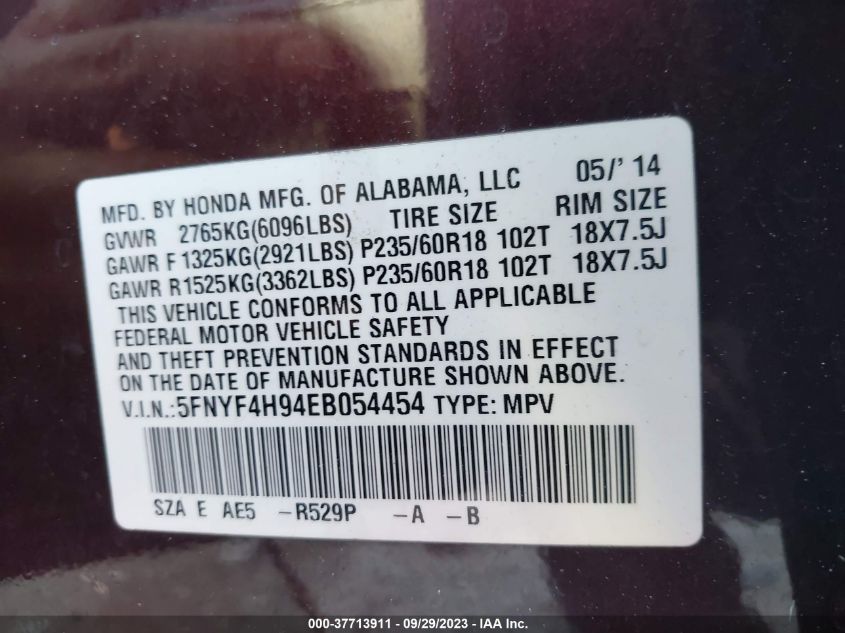 MFD. BY HONDA MFG. OF ALABAMA, LLC 05/' 14
GVWR 2765KG(6096LBS) TIRE SIZE RIM SIZE
GAWR F 1325KG(2921LBS) P235/60R18 102T 18X7.5J
GAWR R1525KG(3362LBS) P235/60R18 102T 18X7.5J
THIS VEHICLE CONFORMS TO ALL APPLICABLE
FEDERAL MOTOR VEHICLE SAFETY
AND THEFT PREVENTION STANDARDS IN EFFECT
ON THE DATE OF MANUFACTURE SHOWN ABOVE.
V.I.N.:5FNYF4H94EB054454 TYPE: MPV
SZA E AE5 -R529P -A -B
000-37713911 - 09/29/2023 - IAA Inc.